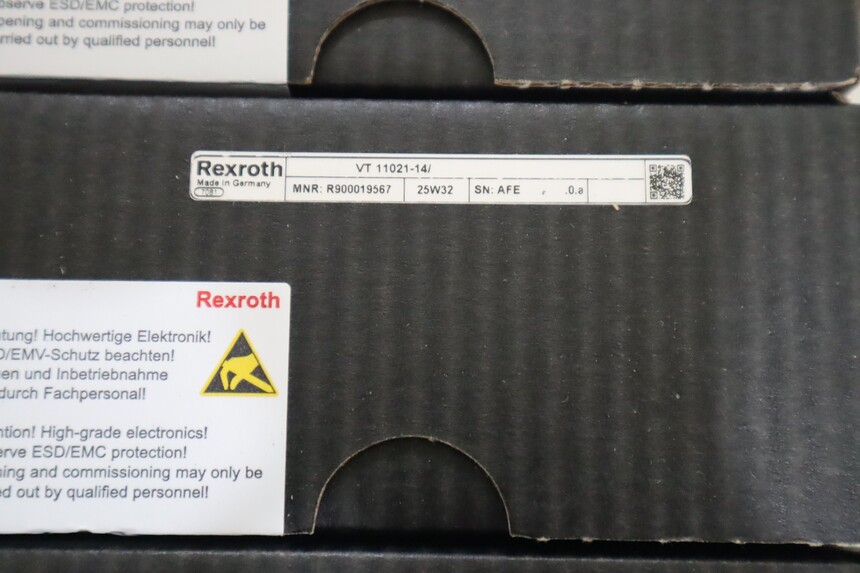 serve ESD/EMC protection!
pening and commissioning may only be
rried out by qualified personnel!
Rexroth
Made in Germany
VT 11021-14/
MNR: R900019567
25W32
SN: AFE
Rexroth
tung! Hochwertige Elektronik!
D/EMV-Schutz beachten!
en und Inbetriebnahme
durch Fachpersonal!
ntion! High-grade electronics!
serve ESD/EMC protection!
ning and commissioning may only be
ed out by qualified personnel!